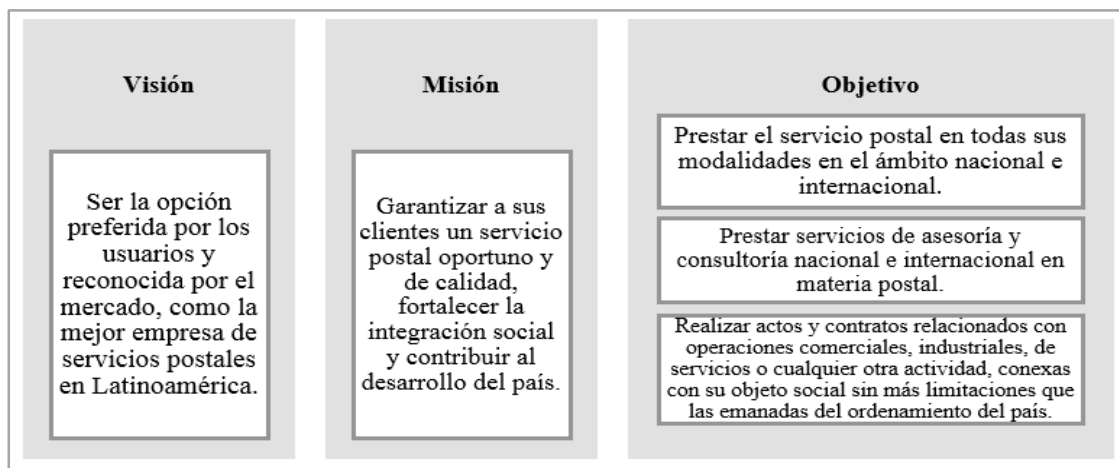 Visión
Ser la opción
preferida por los
usuarios y
reconocida por el
mercado, como la
mejor empresa de
servicios postales
en Latinoamérica.
Misión
Garantizar a sus
clientes un servicio
postal oportuno y
de calidad,
fortalecer la
integración social
y contribuir al
desarrollo del país.
Objetivo
Prestar el servicio postal en todas sus
modalidades en el ámbito nacional e
internacional.
Prestar servicios de asesoría y
consultoría nacional e internacional en
materia postal.
Realizar actos y contratos relacionados con
operaciones comerciales, industriales, de
servicios o cualquier otra actividad, conexas
con su objeto social sin más limitaciones que
las emanadas del ordenamiento del país.